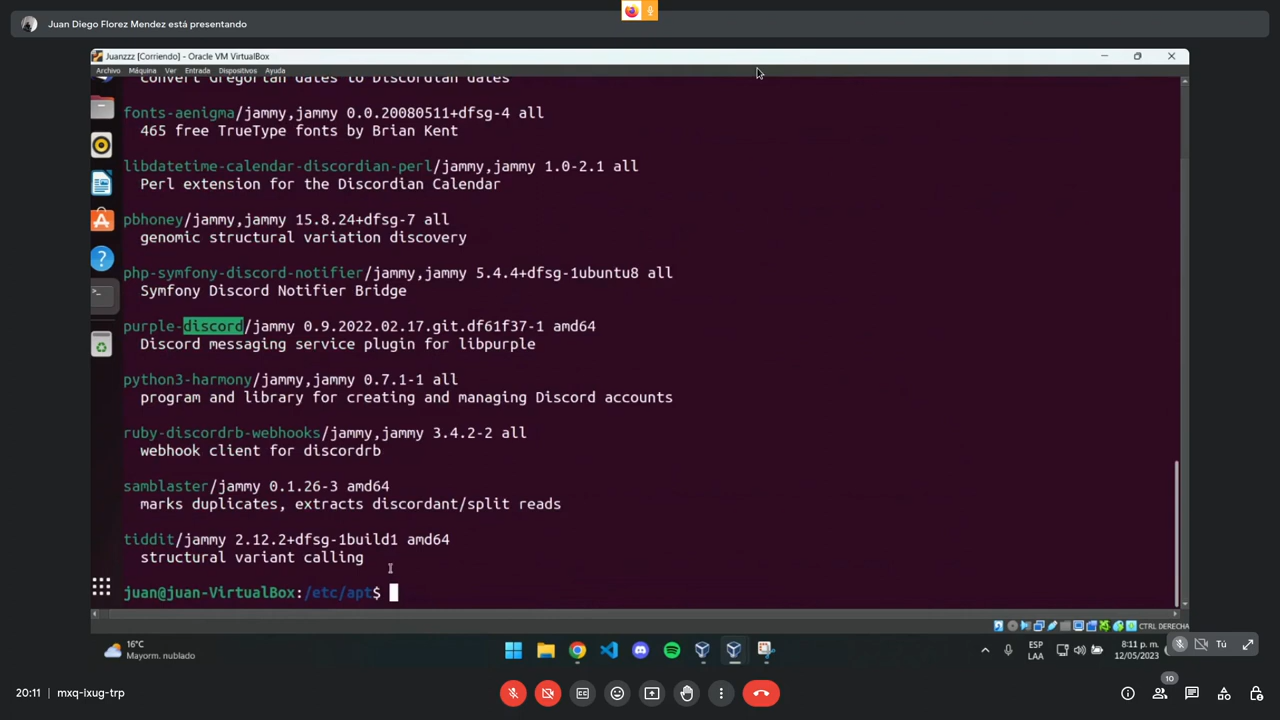 Juan Diego Florez Mendez está presentando
Juanzzz [Corriendo] - Oracle VM VirtualBox
Archivo Máquina Ver Entrada Dispositivos Ayuda
convert Gregorian dates to Discordian dates
fonts-aenigma/jammy,jammy 0.0.20080511+dfsg-4 all
465 free TrueType fonts by Brian Kent
libdatetime-calendar-discordian-perl/jammy,jammy 1.0-2.1 all
Perl extension for the Discordian Calendar
pbhoney/jammy,jammy 15.8.24+dfsg-7 all
genomic structural variation discovery
php-symfony-discord-notifier/jammy,jammy 5.4.4+dfsg-1ubuntu8 all
Symfony Discord Notifier Bridge
purple-discord/jammy 0.9.2022.02.17.git.df61f37-1 amd64
Discord messaging service plugin for libpurple
python3-harmony/jammy,jammy 0.7.1-1 all
program and library for creating and managing Discord accounts
ruby-discordrb-webhooks/jammy,jammy 3.4.2-2 all
webhook client for discordrb
samblaster/jammy 0.1.26-3 amd64
marks duplicates, extracts discordant/split reads
tiddit/jammy 2.12.2+dfsg-1build1 amd64
structural variant calling
juan@juan-VirtualBox:/etc/apt$
CTRL DERECHA
16°C
Mayorm. nublado
ESP
LAA
8:11 p. m.
12/05/2023
Tú
20:11
mxq-ixug-trp
10